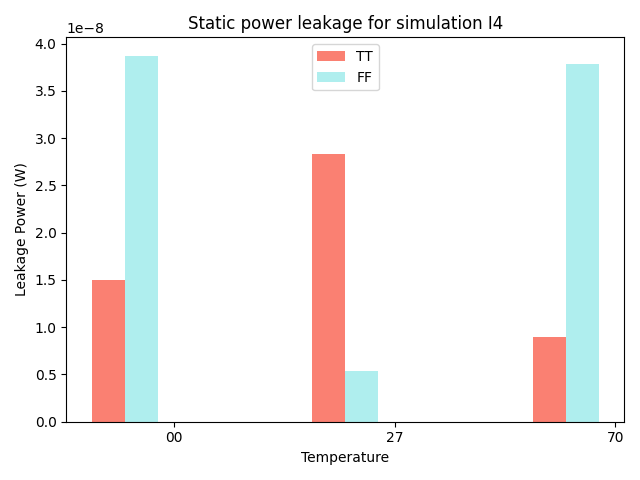 Static power leakage for simulation I4
1e−8
TT
FF
4.0
3.5
3.0
2.5
2.0
1.5
1.0
0.5
0.0
Leakage Power (W)
00
27
70
Temperature